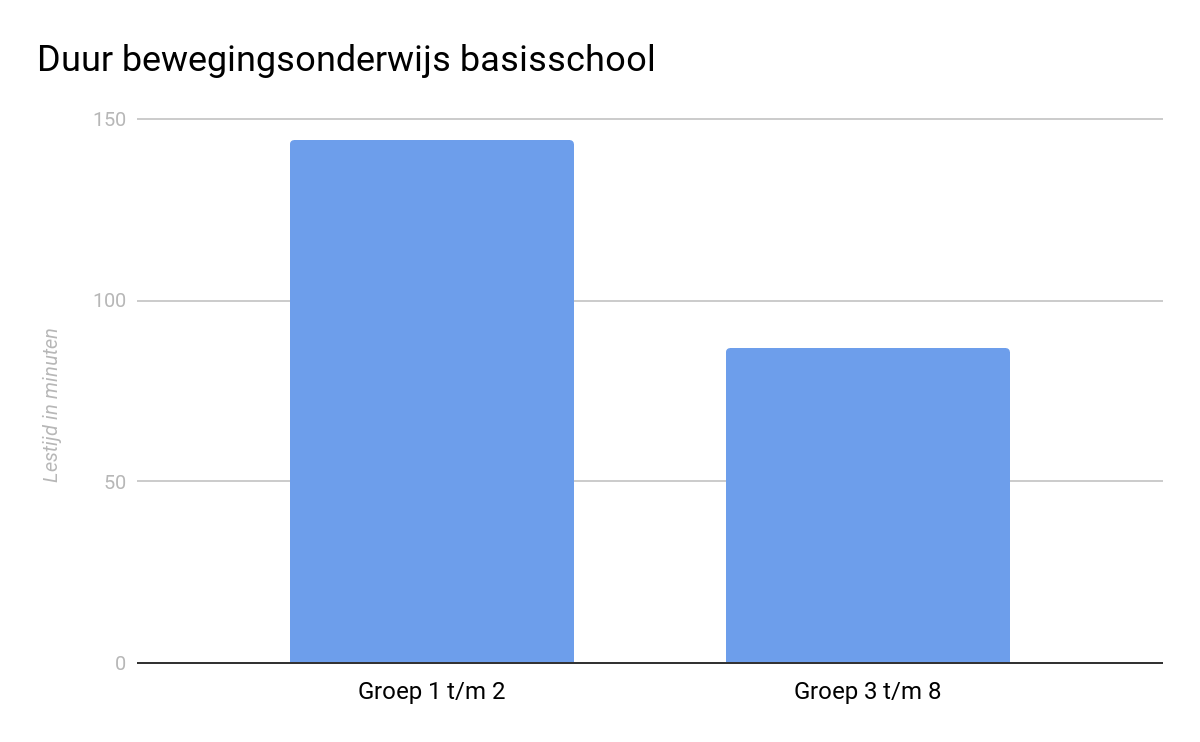 Duur bewegingsonderwijs basisschool
150
100
50
0
Lestijd in minuten
Groep 1 t/m 2
Groep 3 t/m 8